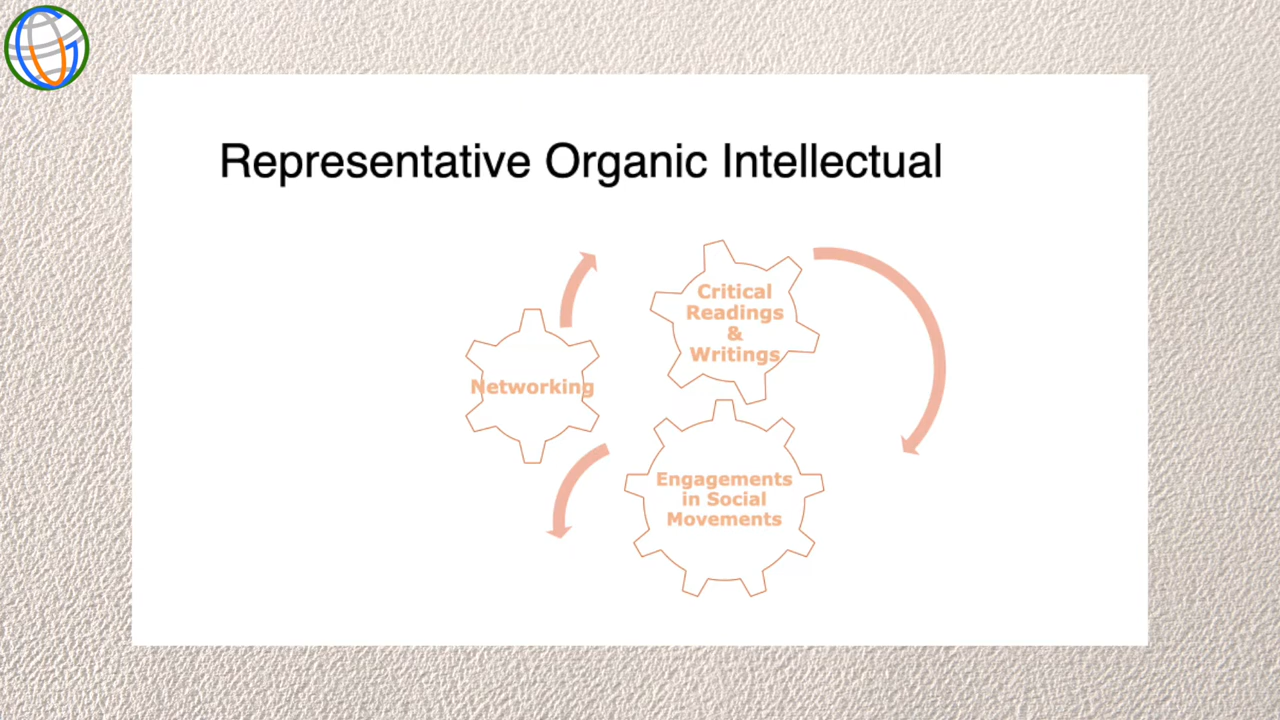 Representative Organic Intellectual
Critical
Readings
&
Writings
Networking
Engagements
in Social
Movements